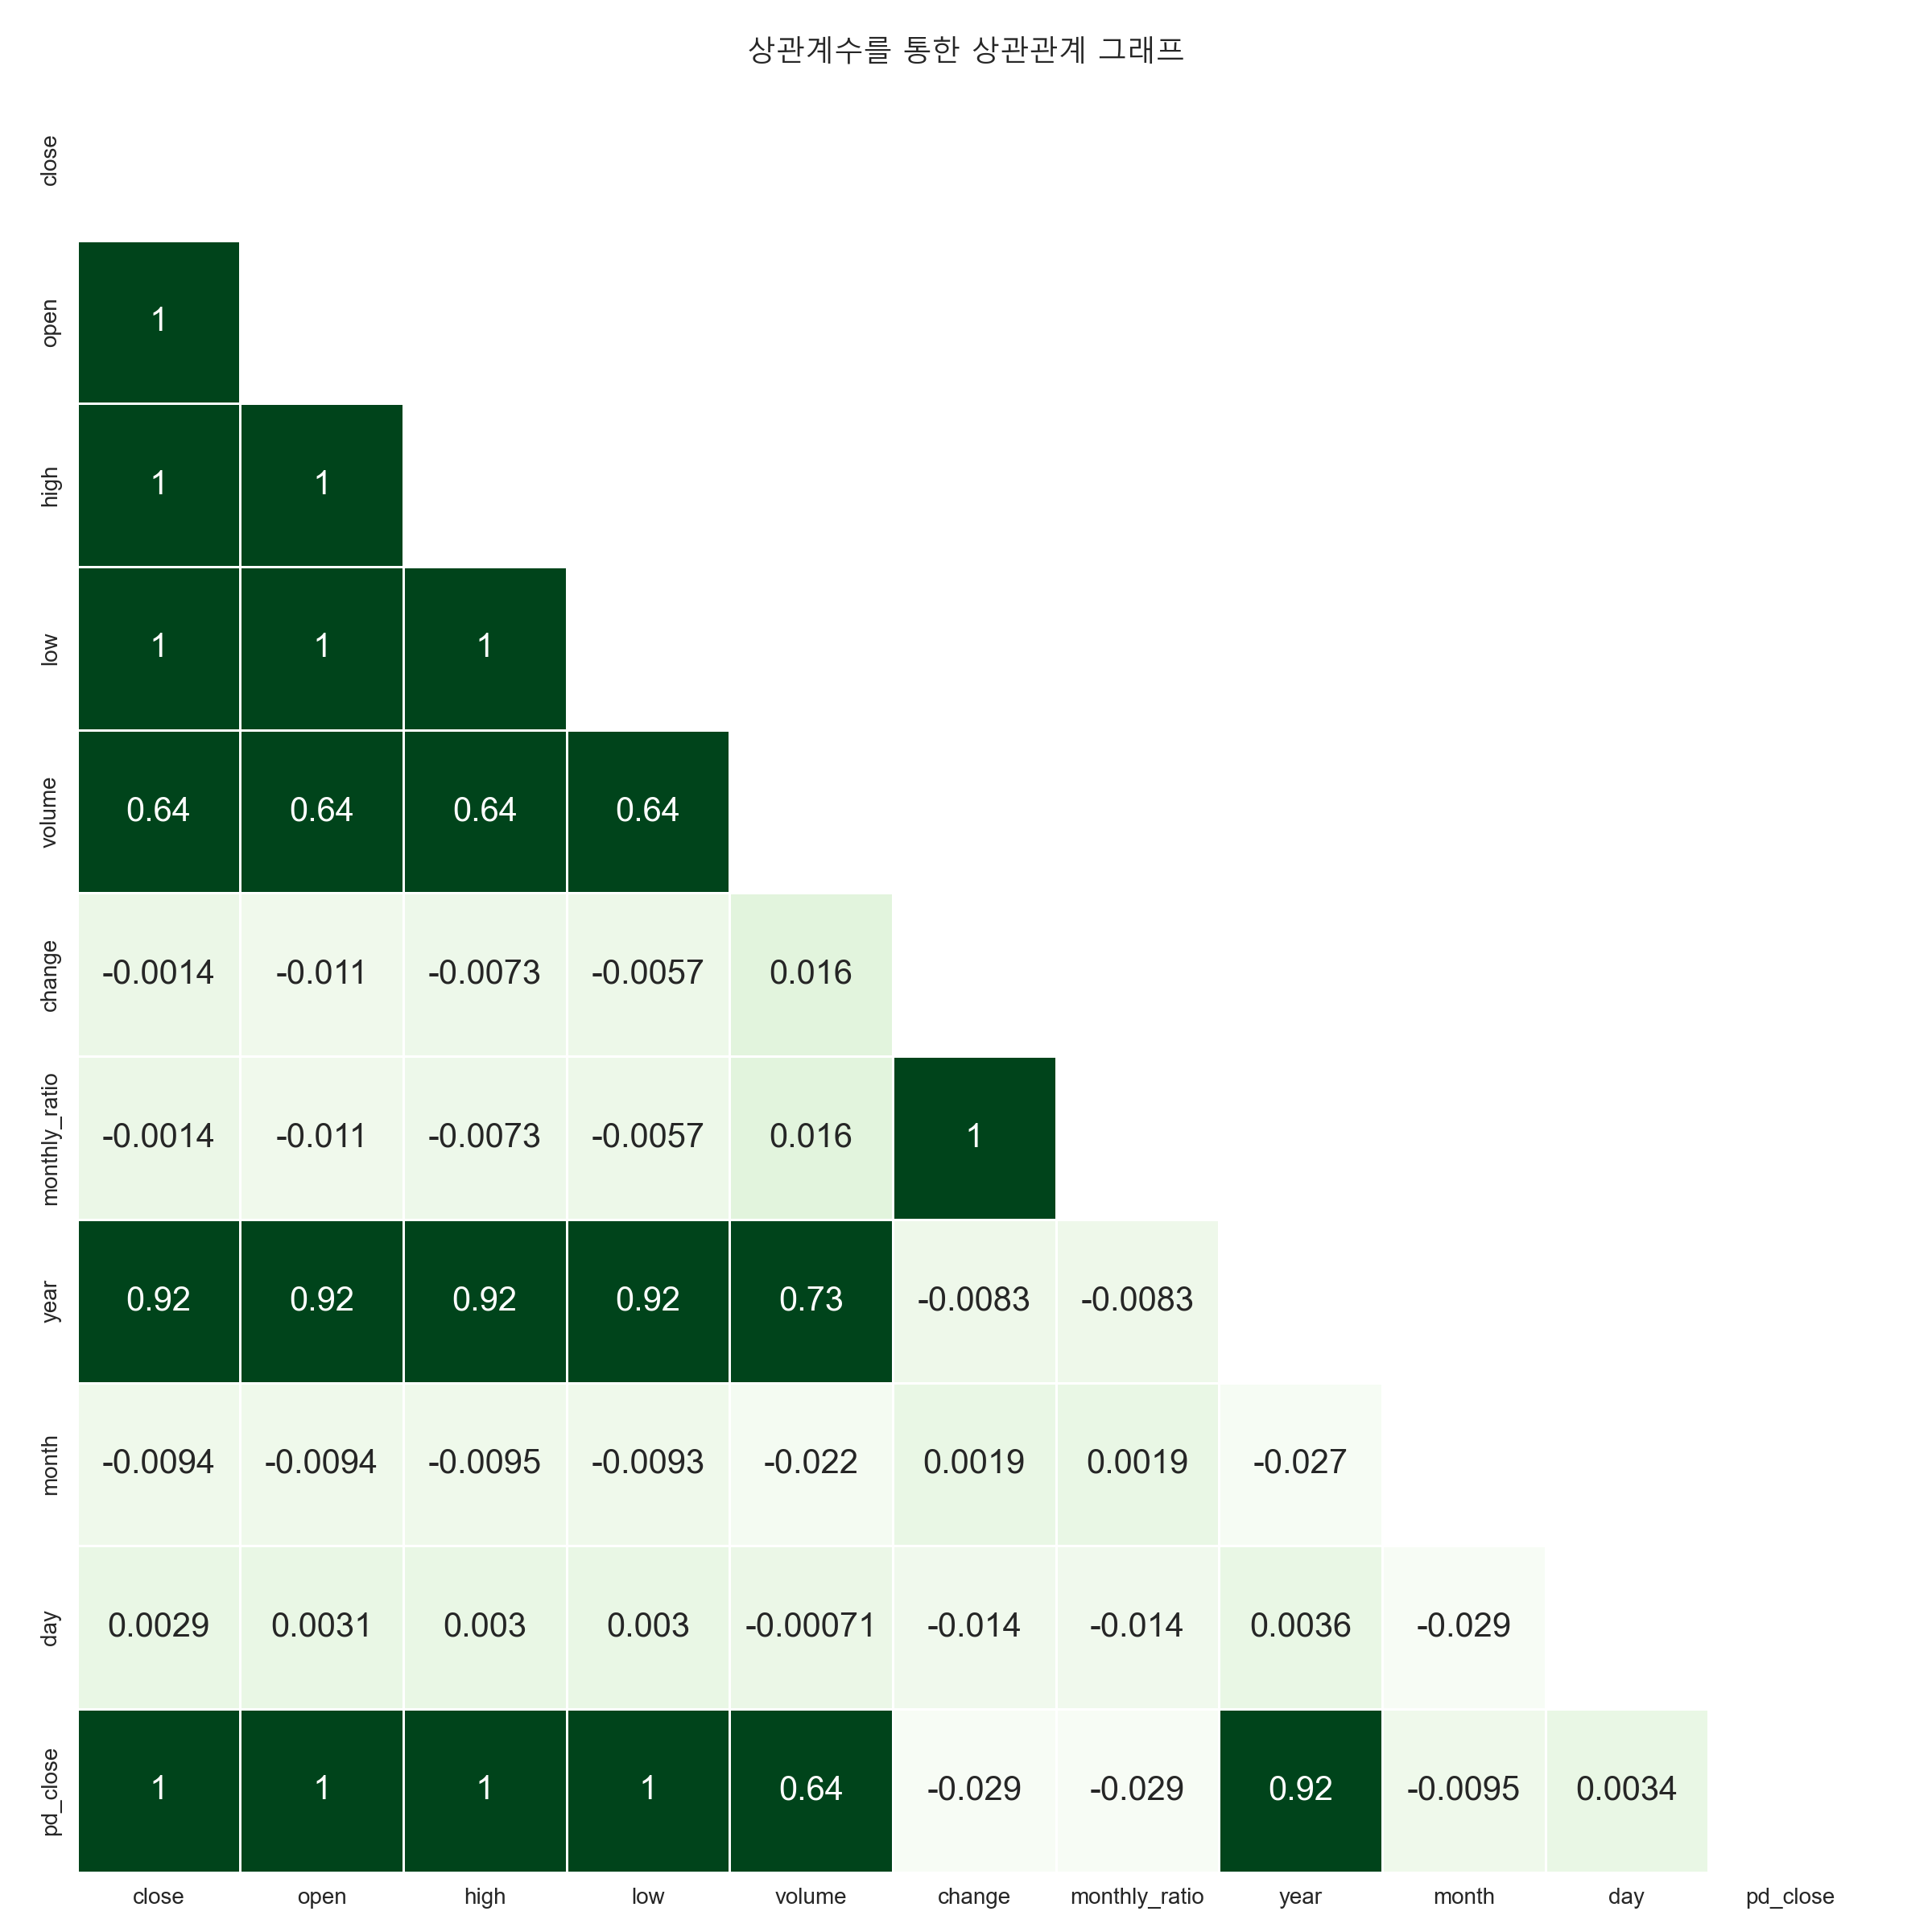 상관계수를 통한 상관관계 그래프
close
open
1
high
1 1
low
1 1 1
volume
0.64 0.64 0.64 0.64
change
-0.0014 -0.011 -0.0073 -0.0057 0.016
monthly_ratio
-0.0014 -0.011 -0.0073 -0.0057 0.016 1
year
0.92 0.92 0.92 0.92 0.73 -0.0083 -0.0083
month
-0.0094 -0.0094 -0.0095 -0.0093 -0.022 0.0019 0.0019 -0.027
day
0.0029 0.0031 0.003 0.003 -0.00071 -0.014 -0.014 0.0036 -0.029
pd_close
1 1 1 1 0.64 -0.029 -0.029 0.92 -0.0095 0.0034
close open high low volume change monthly_ratio year month day pd_close